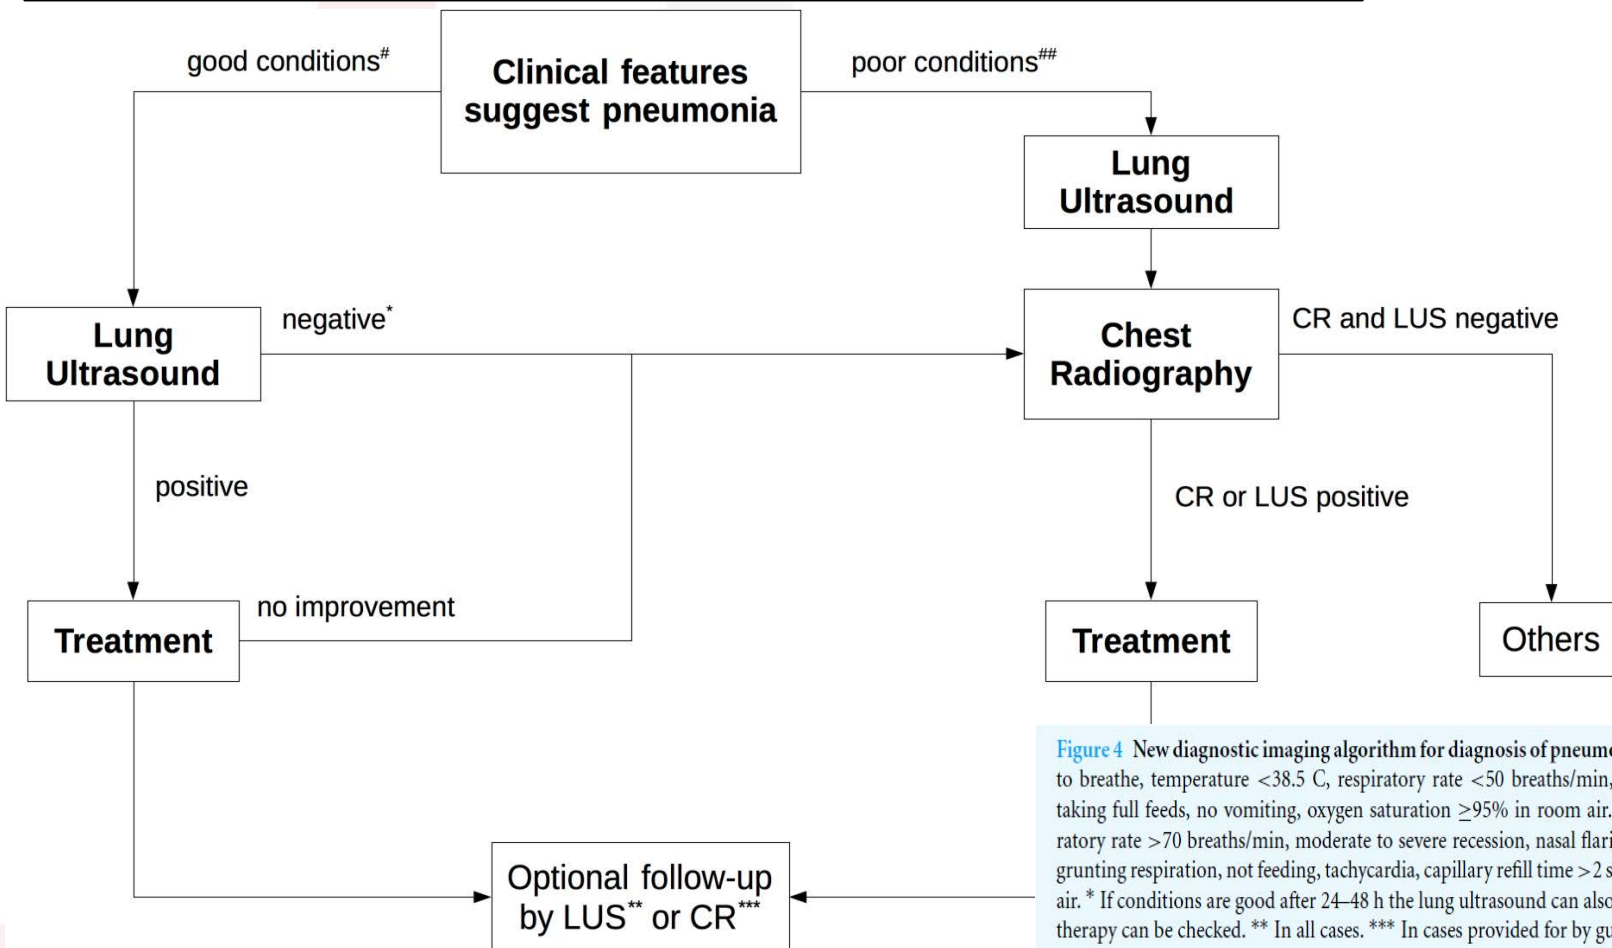 good conditions#
Clinical features
suggest pneumonia
poor conditions##
Lung
Ultrasound
Lung
Ultrasound
negative*
Chest
Radiography
CR and LUS negative
positive
CR or LUS positive
Treatment
no improvement
Treatment
Others
Optional follow-up
by LUS** or CR***
Figure 4 New diagnostic imaging algorithm for diagnosis of
to breathe, temperature <38.5 C, respiratory rate <50 breaths/min,
taking full feeds, no vomiting, oxygen saturation ≥95% in room air.
ratory rate >70 breaths/min, moderate to severe recession, nasal
grunting respiration, not feeding, tachycardia, capillary refill time >2 s
air. * If conditions are good after 24–48 h the lung ultrasound can also
therapy can be checked. ** In all cases. *** In cases provided for by